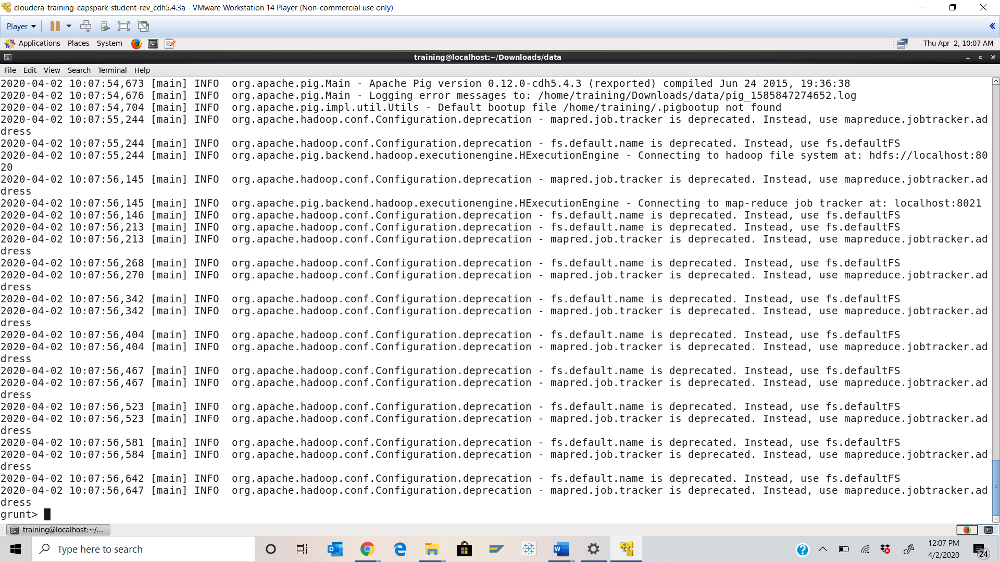 cloudera-training-capspark-student-rev_cdh5.4.3a - VMware Workstation 14 Player (Non-commercial use only)
Player
Applications Places System Thu Apr 2, 10:07 AM
training@localhost:~/Downloads/data
File Edit View Search Terminal Help
2020-04-02 10:07:54,673 [main] INFO  org.apache.pig.Main - Apache Pig version 0.12.0-cdh5.4.3 (rexported) compiled Jun 24 2015, 19:36:38
2020-04-02 10:07:54,676 [main] INFO  org.apache.pig.Main - Logging error messages to: /home/training/Downloads/data/pig_1585847274652.log
2020-04-02 10:07:54,704 [main] INFO  org.apache.pig.impl.util.Utils - Default bootup file /home/training/.pigbootup not found
2020-04-02 10:07:55,244 [main] INFO  org.apache.hadoop.conf.Configuration.deprecation - mapred.job.tracker is deprecated. Instead, use mapreduce.jobtracker.ad
dress
2020-04-02 10:07:55,244 [main] INFO  org.apache.hadoop.conf.Configuration.deprecation - fs.default.name is deprecated. Instead, use fs.defaultFS
2020-04-02 10:07:55,244 [main] INFO  org.apache.pig.backend.hadoop.executionengine.HExecutionEngine - Connecting to hadoop file system at: hdfs://localhost:80
20
2020-04-02 10:07:56,145 [main] INFO  org.apache.hadoop.conf.Configuration.deprecation - mapred.job.tracker is deprecated. Instead, use mapreduce.jobtracker.ad
dress
2020-04-02 10:07:56,145 [main] INFO  org.apache.pig.backend.hadoop.executionengine.HExecutionEngine - Connecting to map-reduce job tracker at: localhost:8021
2020-04-02 10:07:56,146 [main] INFO  org.apache.hadoop.conf.Configuration.deprecation - fs.default.name is deprecated. Instead, use fs.defaultFS
2020-04-02 10:07:56,213 [main] INFO  org.apache.hadoop.conf.Configuration.deprecation - fs.default.name is deprecated. Instead, use fs.defaultFS
2020-04-02 10:07:56,213 [main] INFO  org.apache.hadoop.conf.Configuration.deprecation - mapred.job.tracker is deprecated. Instead, use mapreduce.jobtracker.ad
dress
2020-04-02 10:07:56,268 [main] INFO  org.apache.hadoop.conf.Configuration.deprecation - fs.default.name is deprecated. Instead, use fs.defaultFS
2020-04-02 10:07:56,270 [main] INFO  org.apache.hadoop.conf.Configuration.deprecation - mapred.job.tracker is deprecated. Instead, use mapreduce.jobtracker.ad
dress
2020-04-02 10:07:56,342 [main] INFO  org.apache.hadoop.conf.Configuration.deprecation - fs.default.name is deprecated. Instead, use fs.defaultFS
2020-04-02 10:07:56,342 [main] INFO  org.apache.hadoop.conf.Configuration.deprecation - mapred.job.tracker is deprecated. Instead, use mapreduce.jobtracker.ad
dress
2020-04-02 10:07:56,404 [main] INFO  org.apache.hadoop.conf.Configuration.deprecation - fs.default.name is deprecated. Instead, use fs.defaultFS
2020-04-02 10:07:56,404 [main] INFO  org.apache.hadoop.conf.Configuration.deprecation - mapred.job.tracker is deprecated. Instead, use mapreduce.jobtracker.ad
dress
2020-04-02 10:07:56,467 [main] INFO  org.apache.hadoop.conf.Configuration.deprecation - fs.default.name is deprecated. Instead, use fs.defaultFS
2020-04-02 10:07:56,467 [main] INFO  org.apache.hadoop.conf.Configuration.deprecation - mapred.job.tracker is deprecated. Instead, use mapreduce.jobtracker.ad
dress
2020-04-02 10:07:56,523 [main] INFO  org.apache.hadoop.conf.Configuration.deprecation - fs.default.name is deprecated. Instead, use fs.defaultFS
2020-04-02 10:07:56,523 [main] INFO  org.apache.hadoop.conf.Configuration.deprecation - mapred.job.tracker is deprecated. Instead, use mapreduce.jobtracker.ad
dress
2020-04-02 10:07:56,581 [main] INFO  org.apache.hadoop.conf.Configuration.deprecation - fs.default.name is deprecated. Instead, use fs.defaultFS
2020-04-02 10:07:56,584 [main] INFO  org.apache.hadoop.conf.Configuration.deprecation - mapred.job.tracker is deprecated. Instead, use mapreduce.jobtracker.ad
dress
2020-04-02 10:07:56,642 [main] INFO  org.apache.hadoop.conf.Configuration.deprecation - fs.default.name is deprecated. Instead, use fs.defaultFS
2020-04-02 10:07:56,647 [main] INFO  org.apache.hadoop.conf.Configuration.deprecation - mapred.job.tracker is deprecated. Instead, use mapreduce.jobtracker.ad
dress
grunt>
training@localhost:~/...
Type here to search
12:07 PM
4/2/2020
24